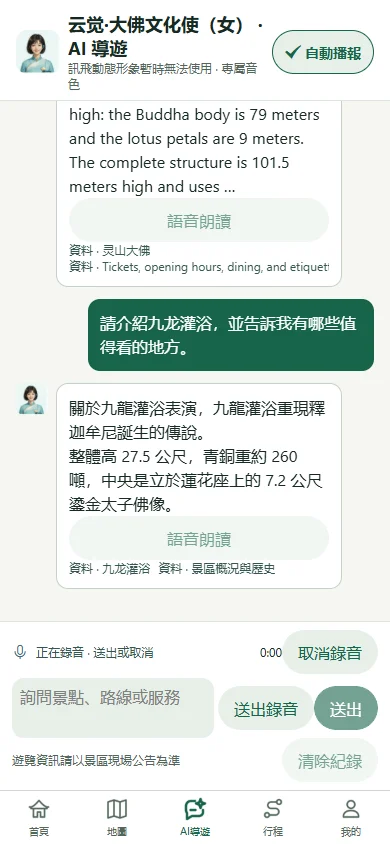 云觉·大佛文化使（女）·
AI 導遊
訊飛動態形象暫時無法使用 · 專屬音
色
自動播報
high: the Buddha body is 79 meters
and the lotus petals are 9 meters.
The complete structure is 101.5
meters high and uses ...
語音朗讀
資料 · 灵山大佛
資料 · Tickets, opening hours, dining, and etiquett
請介紹九龙灌浴，並告訴我有哪些值
得看的地方。
關於九龍灌浴表演，九龍灌浴重現釋
迦牟尼誕生的傳說。
整體高 27.5 公尺，青銅重約 260
噸，中央是立於蓮花座上的 7.2 公尺
鎏金太子佛像。
語音朗讀
資料 · 九龙灌浴 資料 · 景區概況與歷史
正在錄音 · 送出或取消
0:00
取消錄音
詢問景點、路線或服務
送出錄音
送出
遊覽資訊請以景區現場公告為準
清除紀錄
首頁
地圖
AI導遊
行程
我的